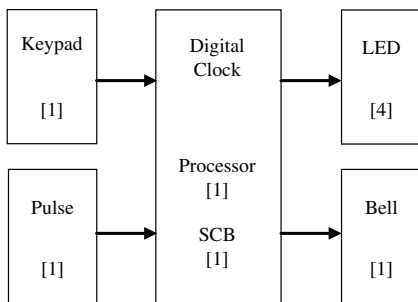 Keypad
[1]
Pulse
[1]
Digital
Clock
Processor
[1]
SCB
[1]
LED
[4]
Bell
[1]